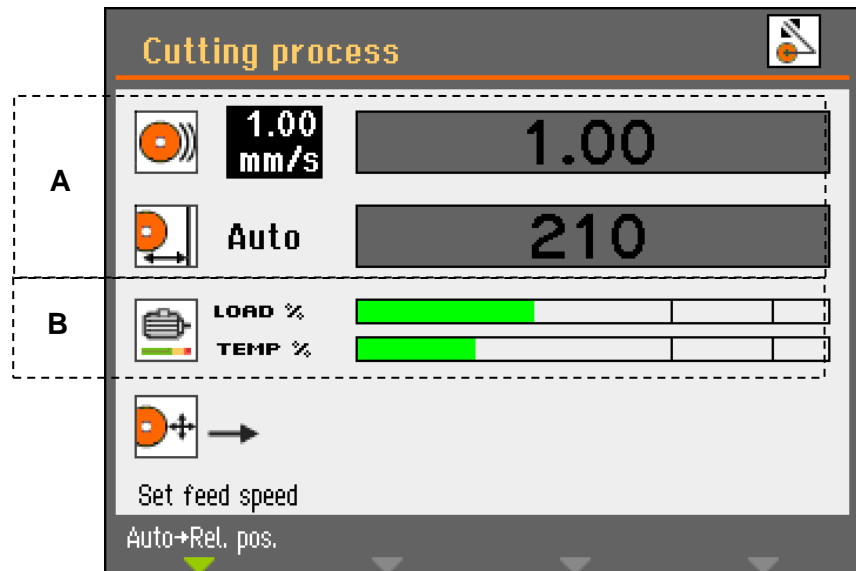 Cutting process
A
1.00
mm/s
1.00
Auto
210
B
LOAD %
TEMP %
Set feed speed
Auto→Rel. pos.